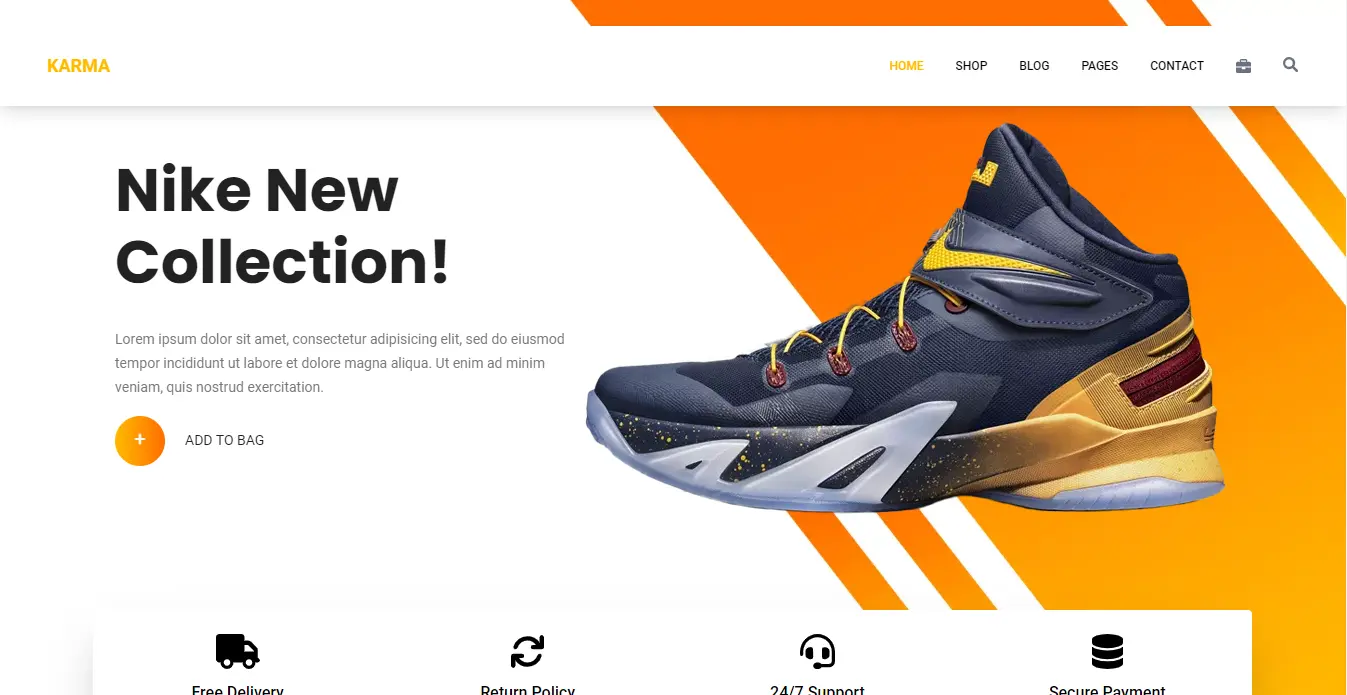 KARMA
HOME SHOP BLOG PAGES CONTACT
Nike New
Collection!
Lorem ipsum dolor sit amet, consectetur adipisicing elit, sed do eiusmod
tempor incididunt ut labore et dolore magna aliqua. Ut enim ad minim
veniam, quis nostrud exercitation.
+ ADD TO BAG
Free Delivery Return Policy 24/7 Support Secure Payment